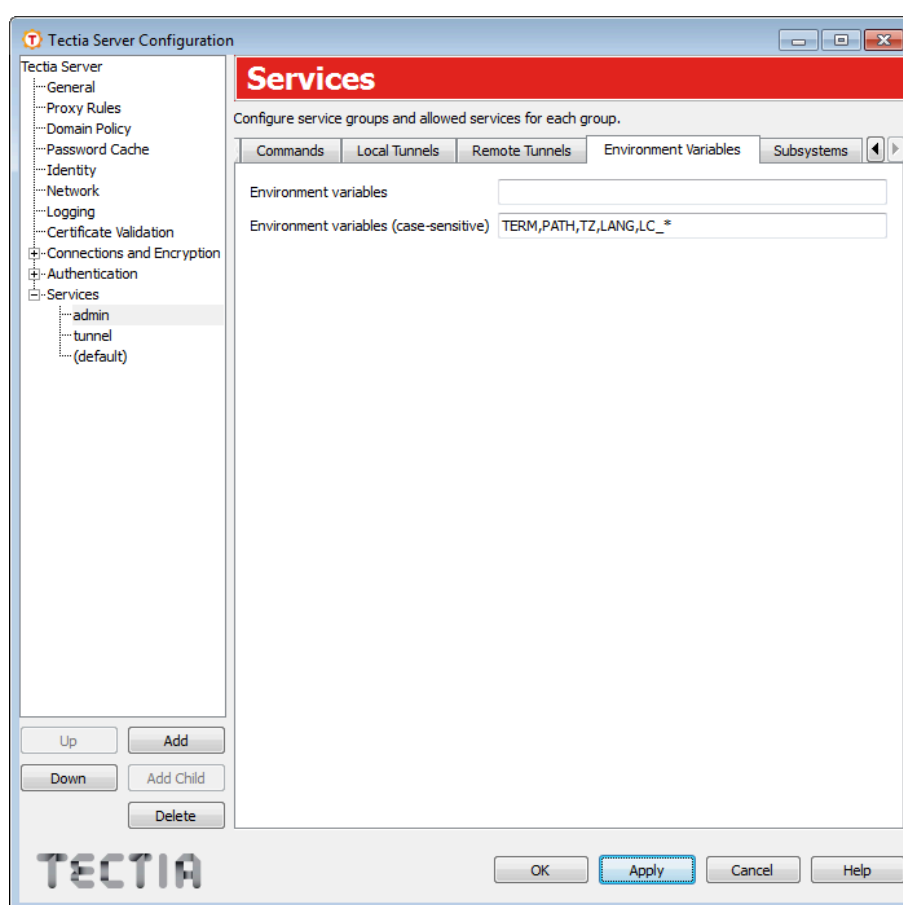 Tectia Server Configuration
Tectia Server
General
Proxy Rules
Domain Policy
Password Cache
Identity
Network
Logging
Certificate Validation
Connections and Encryption
Authentication
Services
admin
tunnel
(default)
Up Add
Down Add Child
Delete
TECTIA
Services
Configure service groups and allowed services for each group.
Commands Local Tunnels Remote Tunnels Environment Variables Subsystems
Environment variables
Environment variables (case-sensitive) TERM,PATH,TZ,LANG,LC_*
OK Apply Cancel Help